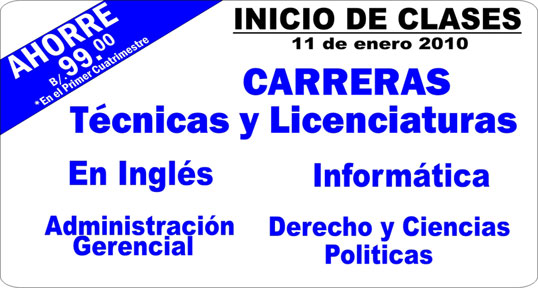 AHORRE
B/.99.00
*En el Primer Cuatrimestre
INICIO DE CLASES
11 de enero 2010
CARRERAS
Técnicas y Licenciaturas
En Inglés
Informática
Administración
Gerencial
Derecho y Ciencias
Politicas